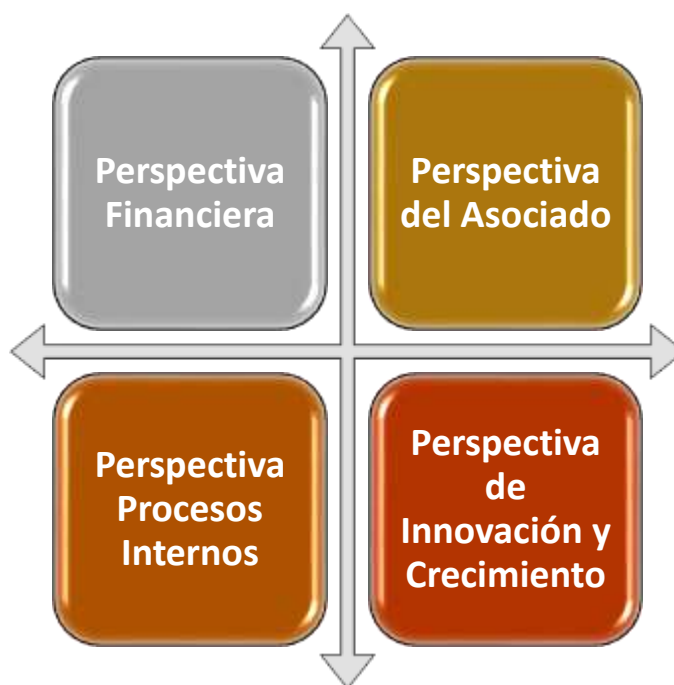 Perspectiva
Financiera
Perspectiva
del Asociado
Perspectiva
Procesos
Internos
Perspectiva
de
Innovación y
Crecimiento